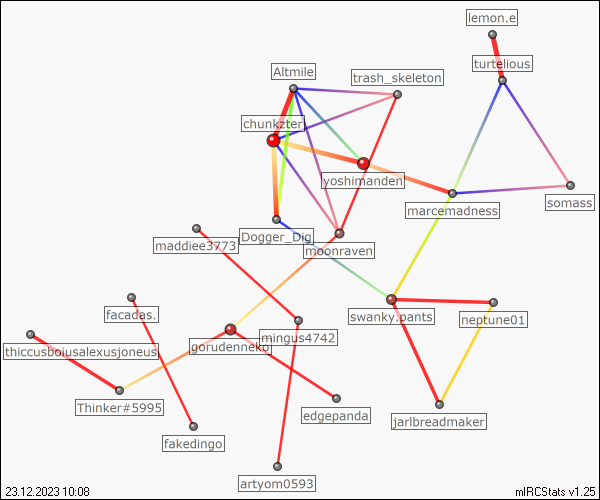 lemon.e
turtelious
Altmile
trash_skeleton
chunkzter
yoshimanden
somass
marcemadness
Dogger_Dig
maddiee3773
moonraven
facadas.
swanky.pants
neptune01
mingus4742
gorudenneko
thiccusboiusalexusjoneus
Thinker#5995
edgepanda
jarlbreadmaker
fakedingo
artyom0593
23.12.2023 10:08
mIRCStats v1.25